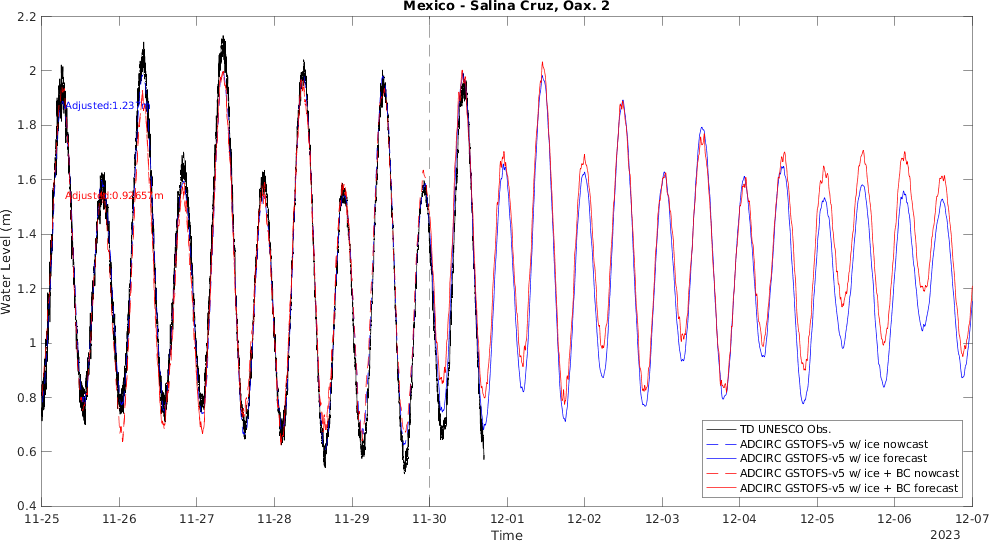 Mexico - Salina Cruz, Oax. 2
2.2
2
1.8
1.6
1.4
1.2
1
0.8
0.6
0.4
Water Level (m)
Adjusted:1.237m
Adjusted:0.92657m
TD UNESCO Obs.
ADCIRC GSTOFS-v5 w/ ice nowcast
ADCIRC GSTOFS-v5 w/ ice forecast
ADCIRC GSTOFS-v5 w/ ice + BC nowcast
ADCIRC GSTOFS-v5 w/ ice + BC forecast
11-25 11-26 11-27 11-28 11-29 11-30 12-01 12-02 12-03 12-04 12-05 12-06 12-07
Time
2023